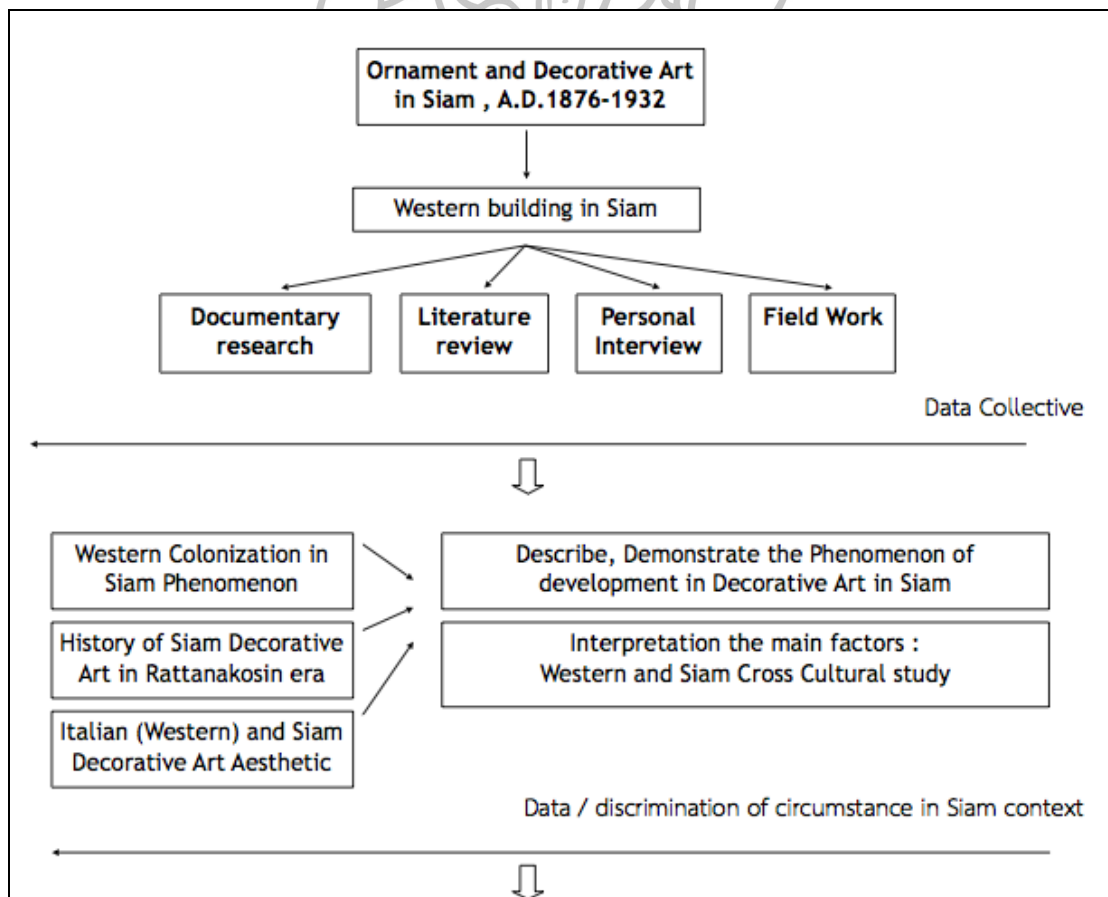 Ornament and Decorative Art
in Siam , A.D.1876-1932
Western building in Siam
Documentary
research
Literature
review
Personal
Interview
Field Work
Data Collective
Western Colonization in
Siam Phenomenon
History of Siam Decorative
Art in Rattanakosin era
Italian (Western) and Siam
Decorative Art Aesthetic
Describe, Demonstrate the Phenomenon of
development in Decorative Art in Siam
Interpretation the main factors :
Western and Siam Cross Cultural study
Data / discrimination of circumstance in Siam context